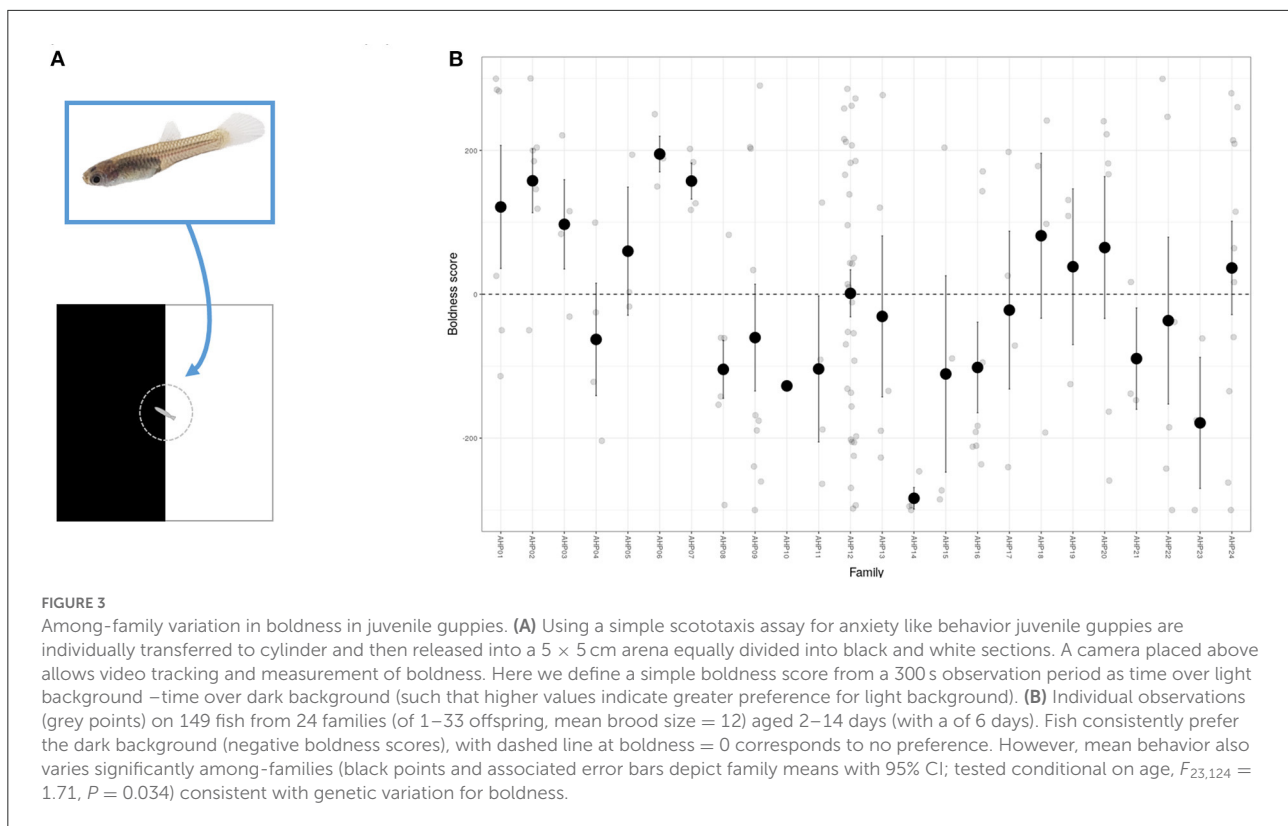 A
B
Boldness score
200
0
-200
AHP01
AHP02
AHP03
AHP04
AHP05
AHP06
AHP07
AHP08
AHP09
AHP10
AHP11
AHP12
AHP13
AHP14
AHP15
AHP16
AHP17
AHP18
AHP19
AHP20
AHP21
AHP22
AHP23
AHP24
Family
FIGURE 3
Among-family variation in boldness in juvenile guppies. (A) Using a simple scototaxis assay for anxiety like behavior juvenile guppies are
individually transferred to cylinder and then released into a 5 × 5 cm arena equally divided into black and white sections. A camera placed above
allows video tracking and measurement of boldness. Here we define a simple boldness score from a 300 s observation period as time over light
background –time over dark background (such that higher values indicate greater preference for light background). (B) Individual observations
(grey points) on 149 fish from 24 families (of 1–33 offspring, mean brood size = 12) aged 2–14 days (with a of 6 days). Fish consistently prefer
the dark background (negative boldness scores), with dashed line at boldness = 0 corresponds to no preference. However, mean behavior also
varies significantly among-families (black points and associated error bars depict family means with 95% CI; tested conditional on age, F23,124 =
1.71, P = 0.034) consistent with genetic variation for boldness.